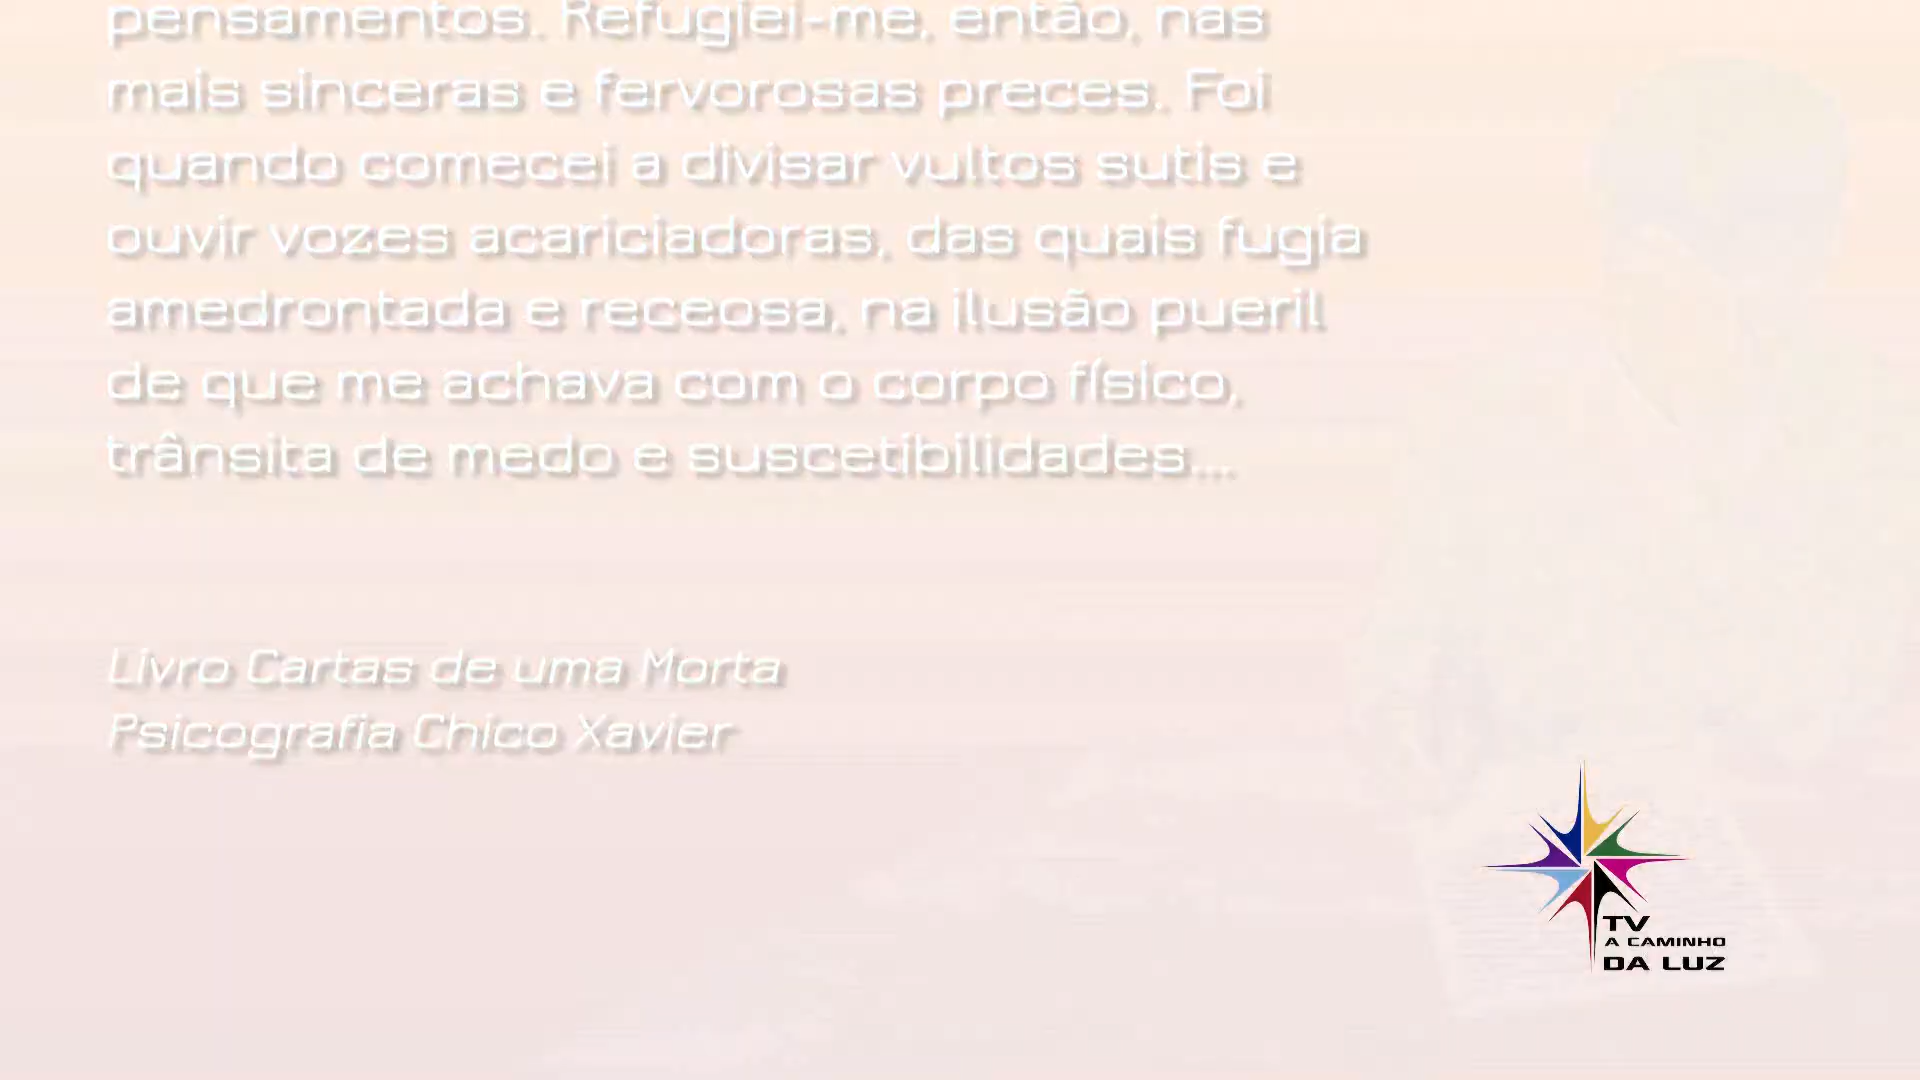 pensamentos. Refugiei-me, então, nas
mais sinceras e fervorosas preces. Foi
quando comecei a divisar vultos sutis e
ouvir vozes acariciadoras, das quais fugia
amedrontada e receosa, na ilusão pueril
de que me achava com o corpo físico,
trânsita de medo e suscetibilidades...
Livro Cartas de uma Morta
Psicografia Chico Xavier
TV
A CAMINHO
DA LUZ